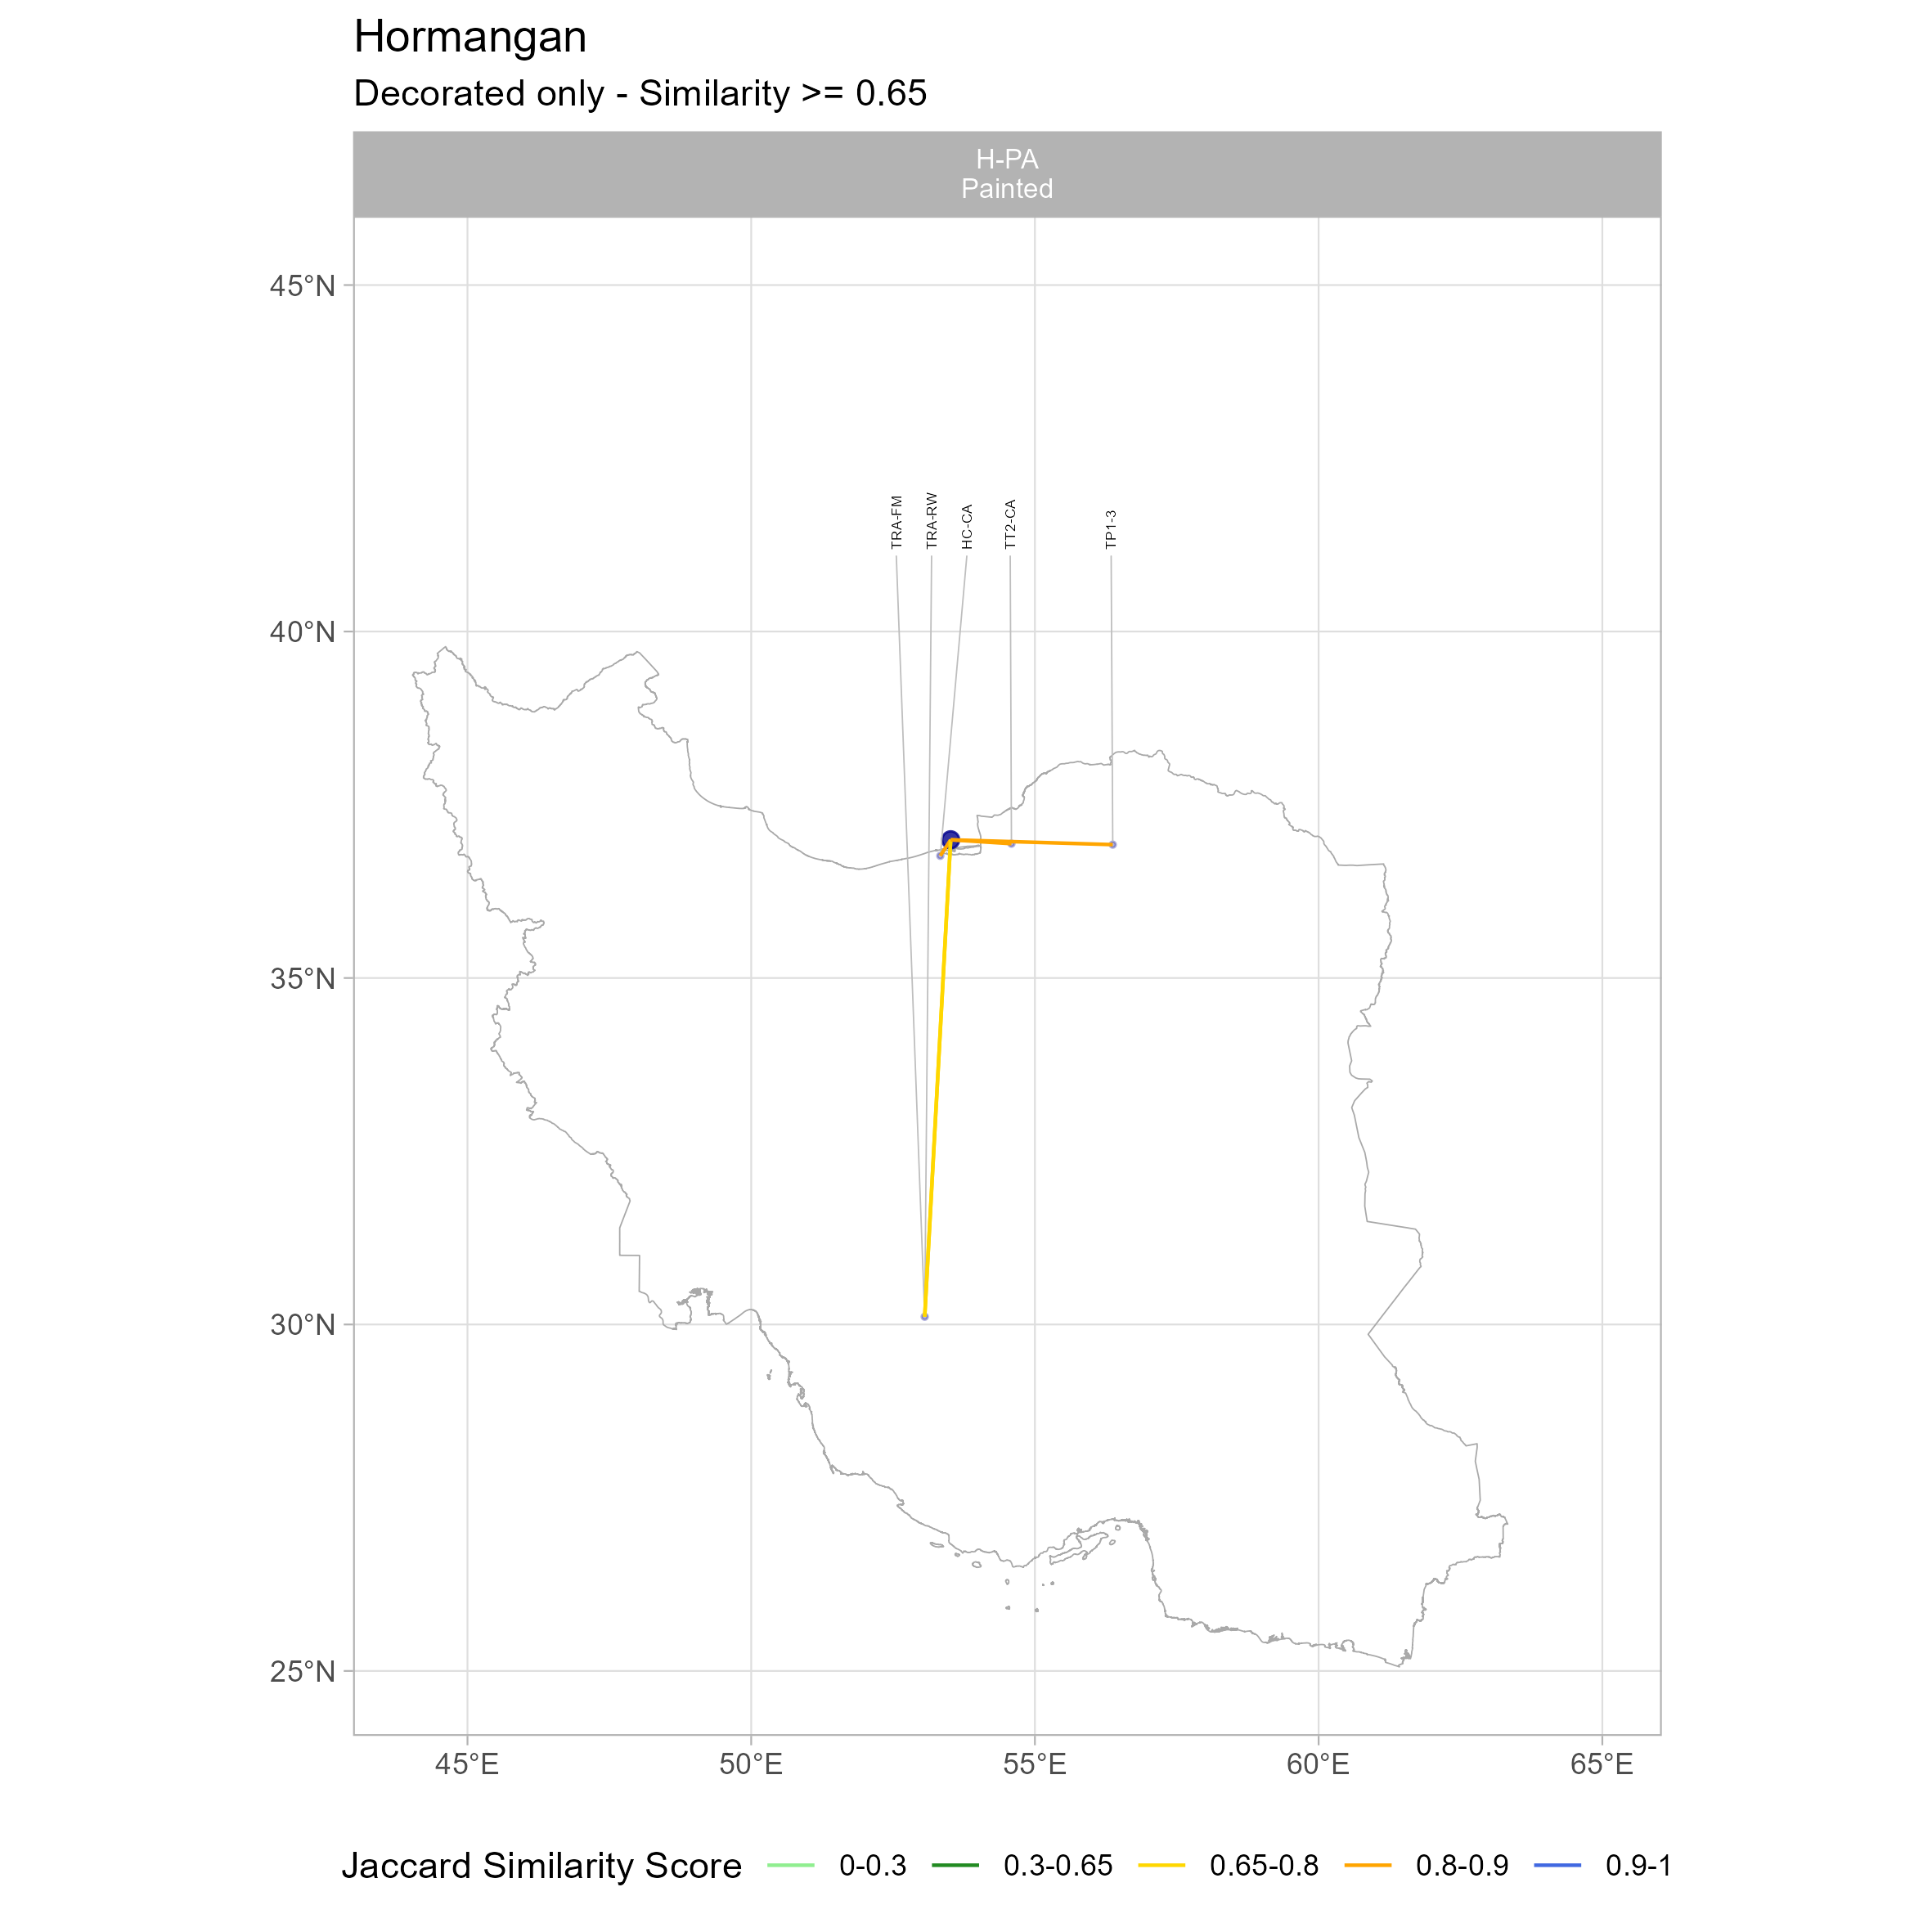 Hormangan
Decorated only - Similarity >= 0.65
H-PA
Painted
45°N
40°N
35°N
30°N
25°N
TRA-FM
TRA-RW
HC-CA
TT2-CA
TP1-3
45°E
50°E
55°E
60°E
65°E
Jaccard Similarity Score 0-0.3 0.3-0.65 0.65-0.8 0.8-0.9 0.9-1